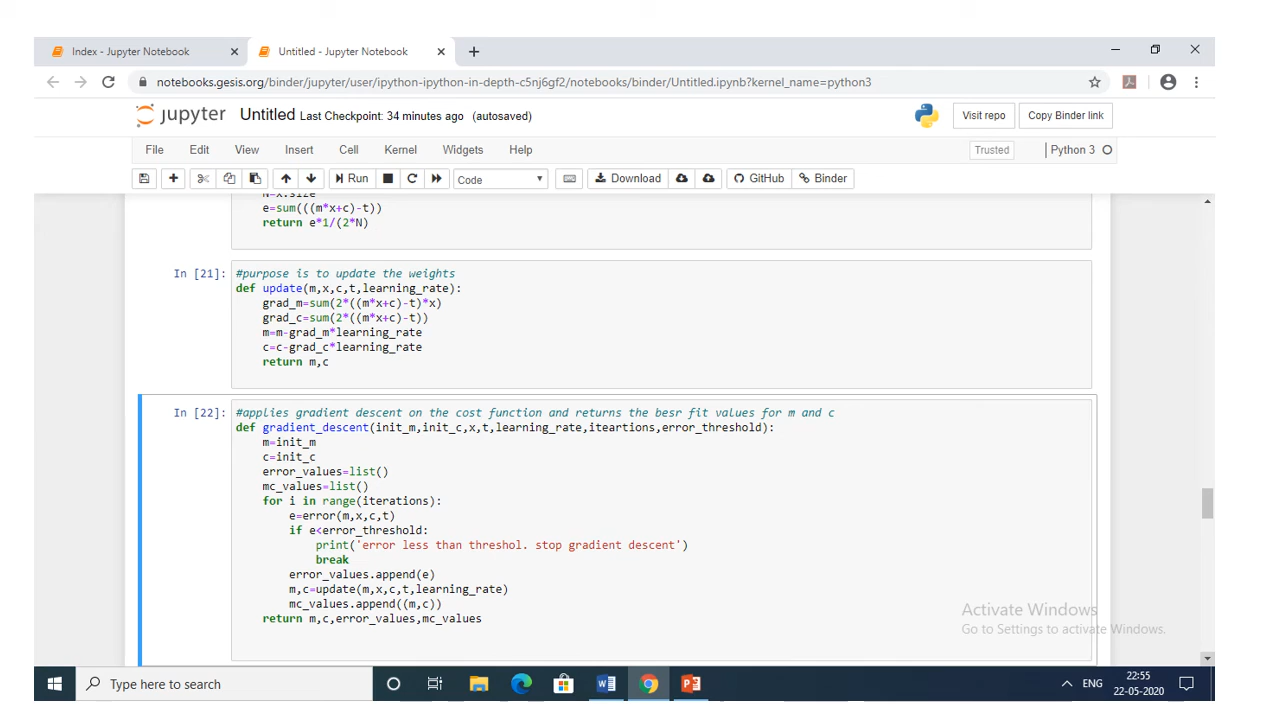 Index - Jupyter Notebook
Untitled - Jupyter Notebook
notebooks.gesis.org/binder/jupyter/user/ipython-ipython-in-depth-c5nj6gf2/notebooks/binder/Untitled.ipynb?kernel_name=python3
jupyter Untitled Last Checkpoint: 34 minutes ago (autosaved)
Visit repo
Copy Binder link
File Edit View Insert Cell Kernel Widgets Help
Trusted
Python 3
Run
Code
Download
GitHub
Binder
N=x.size
e=sum(((m*x+c)-t))
return e*1/(2*N)
In [21]:
#purpose is to update the weights
def update(m,x,c,t,learning_rate):
grad_m=sum(2*((m*x+c)-t)*x)
grad_c=sum(2*((m*x+c)-t))
m=m-grad_m*learning_rate
c=c-grad_c*learning_rate
return m,c
In [22]:
#applies gradient descent on the cost function and returns the besr fit values for m and c
def gradient_descent(init_m,init_c,x,t,learning_rate,iteartions,error_threshold):
m=init_m
c=init_c
error_values=list()
mc_values=list()
for i in range(iterations):
e=error(m,x,c,t)
if e<error_threshold:
print('error less than threshol. stop gradient descent')
break
error_values.append(e)
m,c=update(m,x,c,t,learning_rate)
mc_values.append((m,c))
return m,c,error_values,mc_values
Activate Windows
Go to Settings to activate Windows.
Type here to search
ENG
22:55
22-05-2020